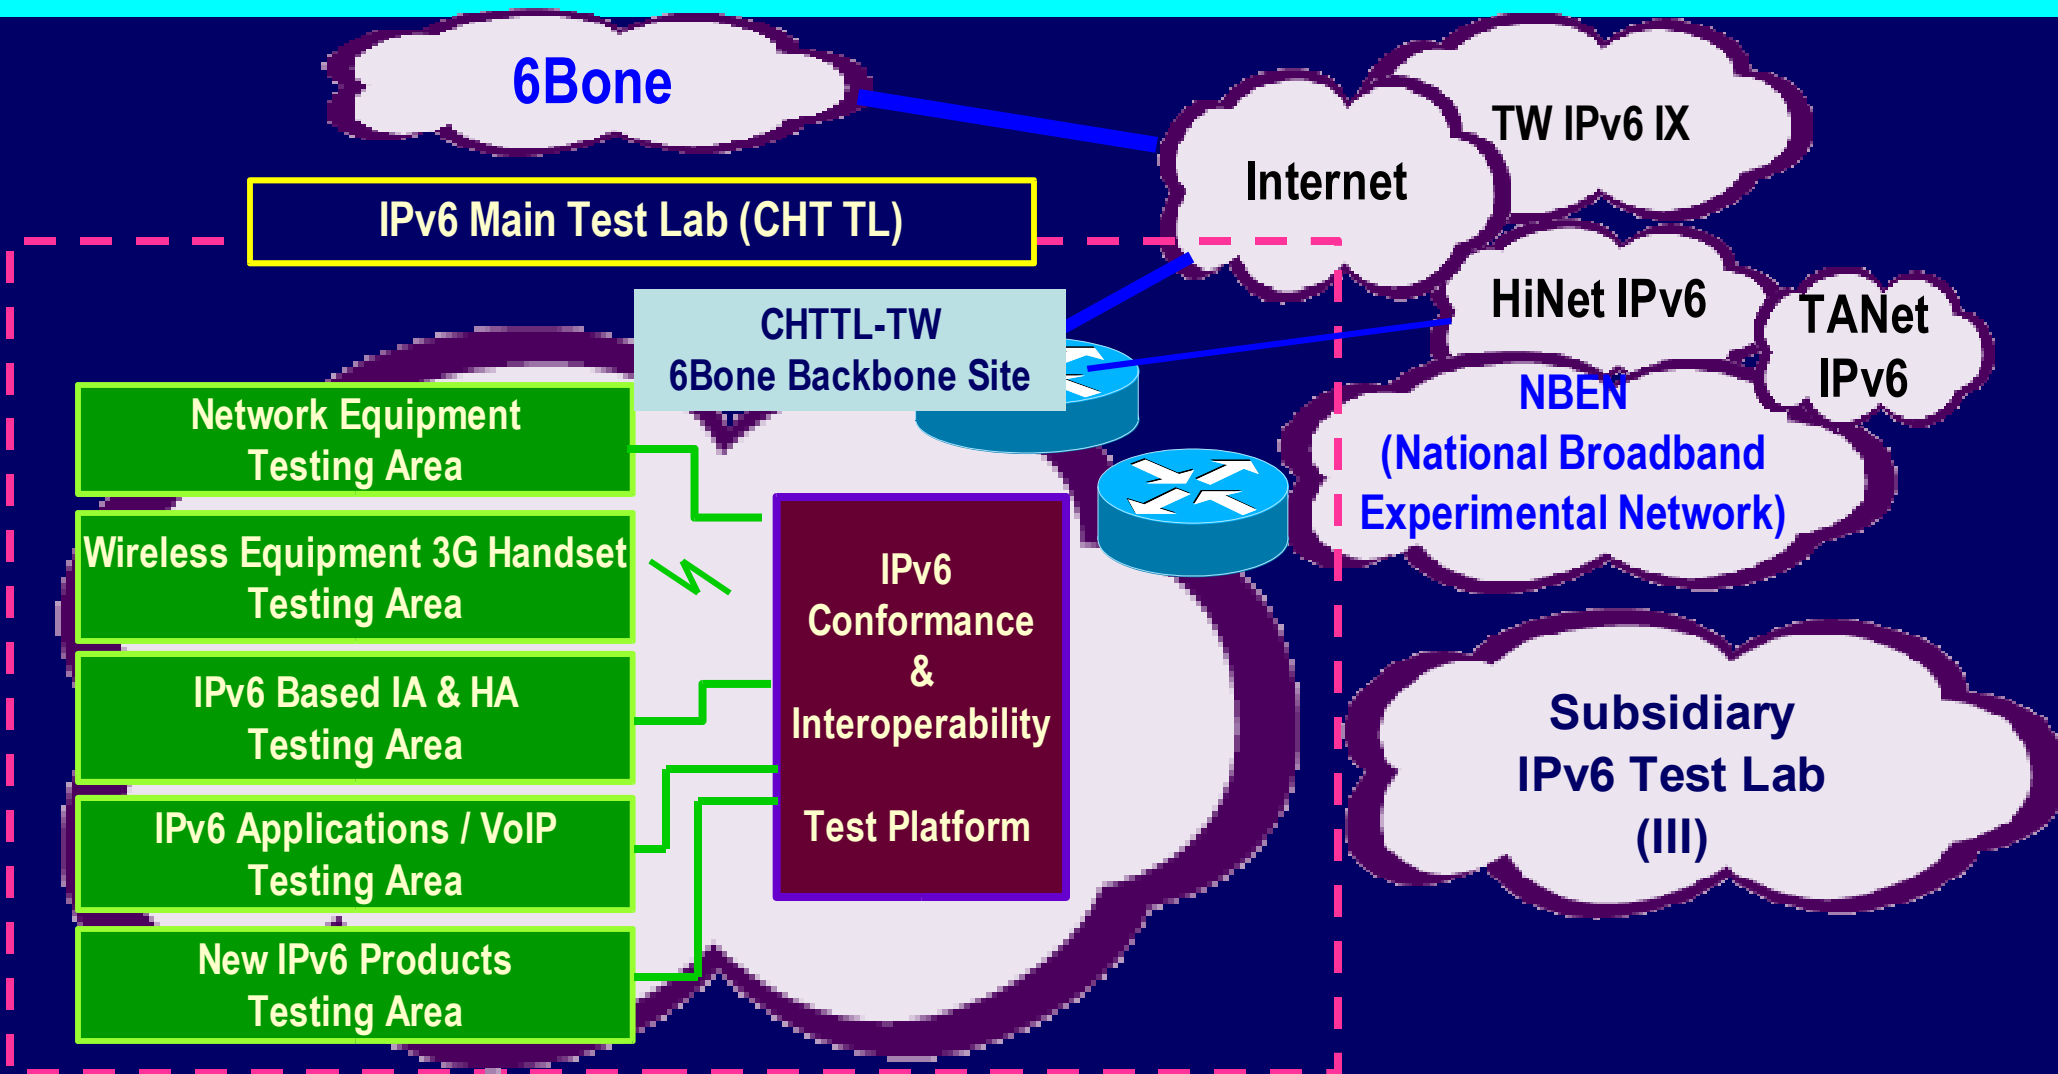 6Bone
TW IPv6 IX
Internet
IPv6 Main Test Lab (CHT TL)
HiNet IPv6
TANet
IPv6
CHTTL-TW
6Bone Backbone Site
NBEN
(National Broadband
Experimental Network)
Network Equipment
Testing Area
Wireless Equipment 3G Handset
Testing Area
IPv6 Based IA & HA
Testing Area
IPv6 Applications / VoIP
Testing Area
New IPv6 Products
Testing Area
IPv6
Conformance
&
Interoperability
Test Platform
Subsidiary
IPv6 Test Lab
(III)